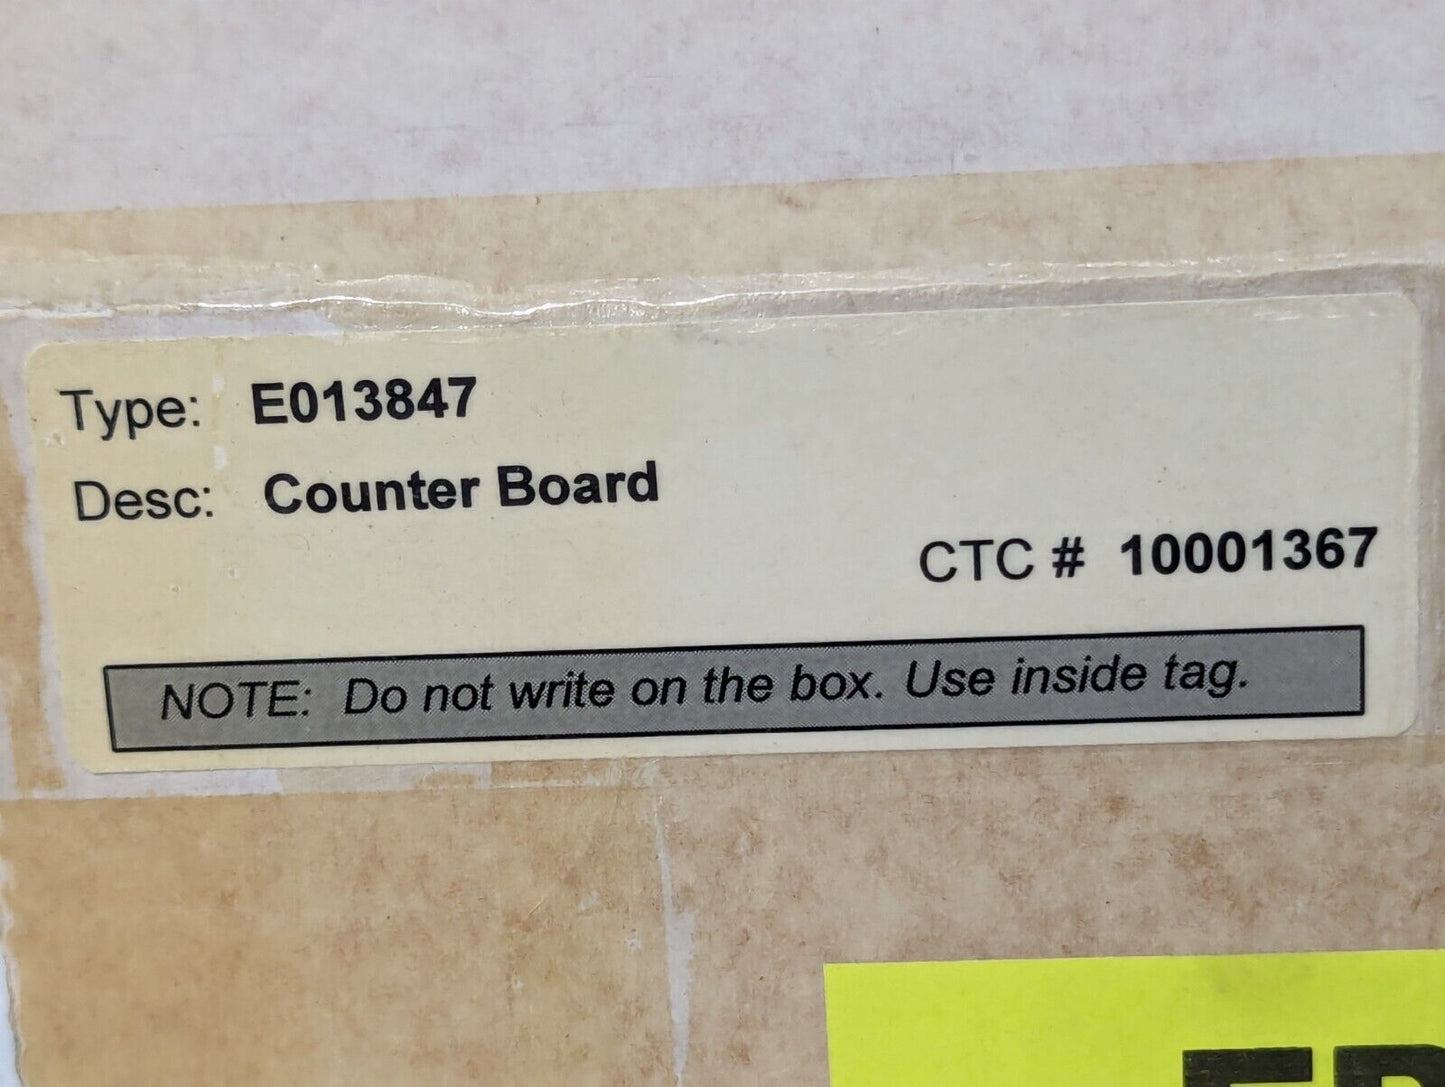 Type: E013847
Desc: Counter Board
CTC # 10001367
NOTE: Do not write on the box. Use inside tag.